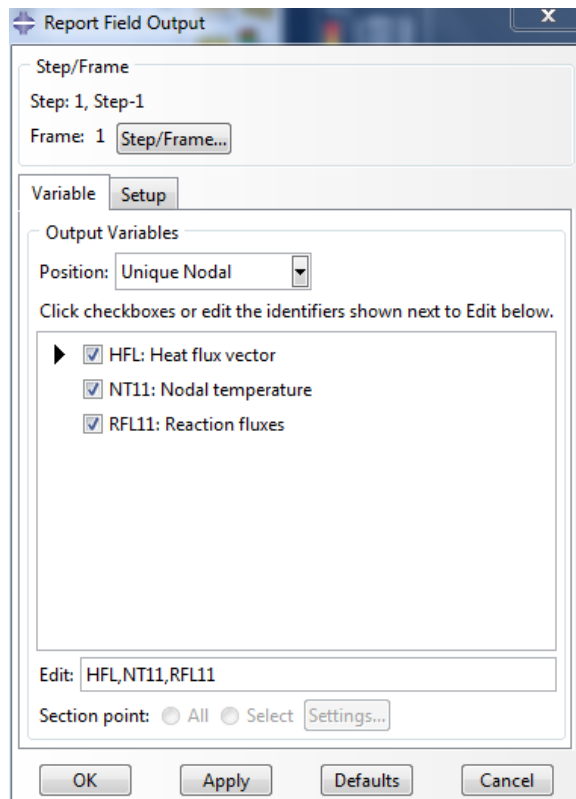 Report Field Output
x
Step/Frame
Step: 1, Step-1
Frame: 1 Step/Frame...
Variable Setup
Output Variables
Position: Unique Nodal
Click checkboxes or edit the identifiers shown next to Edit below.
HFL: Heat flux vector
NT11: Nodal temperature
RFL11: Reaction fluxes
Edit: HFL,NT11,RFL11
Section point: All Select Settings...
OK Apply Defaults Cancel